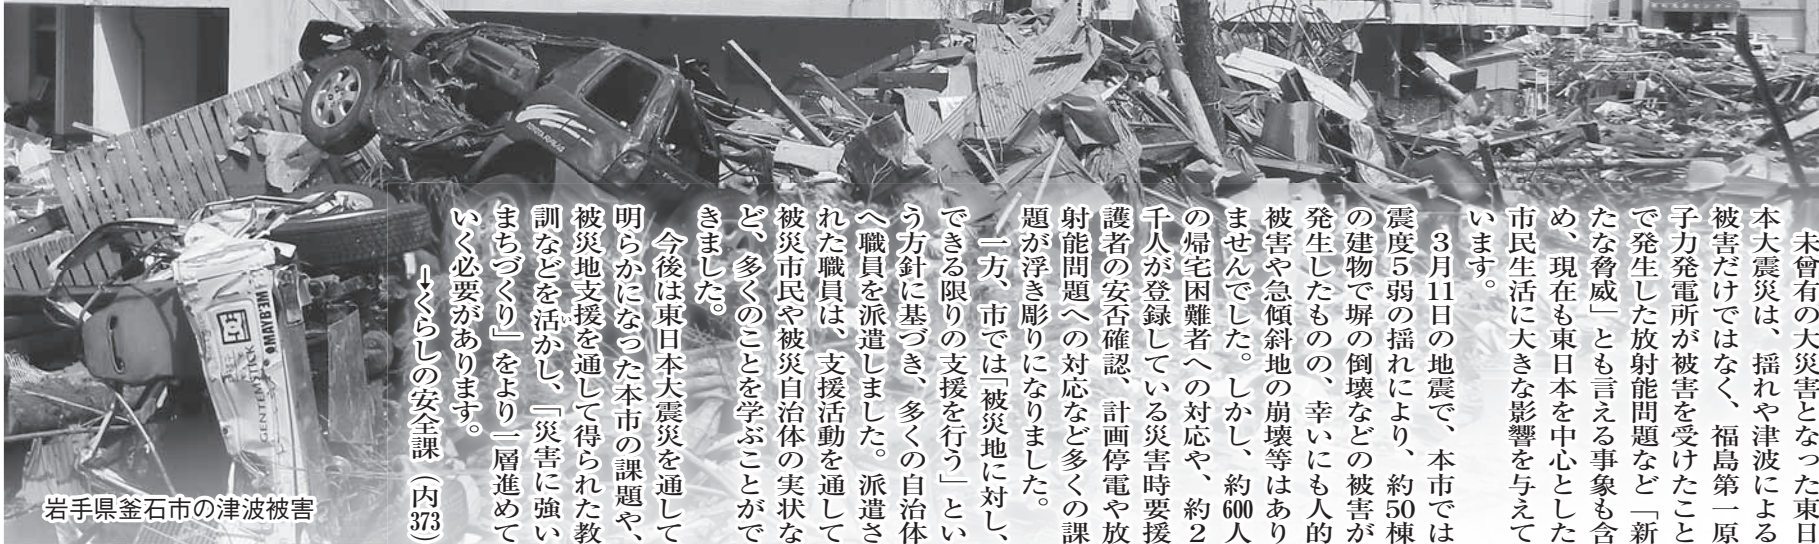 未曾有の大災害となった東日
本大震災は、揺れや津波による
被害だけではなく、福島第一原
子力発電所が被害を受けたこと
で発生した放射能問題など「新
たな脅威」とも言える事象も含
め、現在も東日本を中心とした
市民生活に大きな影響を与えて
います。
　３月11日の地震で、本市では
震度５弱の揺れにより、約50棟
の建物で塀の倒壊などの被害が
発生したものの、幸いにも人的
被害や急傾斜地の崩壊等はあり
ませんでした。しかし、約600人
の帰宅困難者への対応や、約２
千人が登録している災害時要援
護者の安否確認、計画停電や放
射能問題への対応など多くの課
題が浮き彫りになりました。
　一方、市では「被災地に対し、
できる限りの支援を行う」とい
う方針に基づき、多くの自治体
へ職員を派遣しました。派遣さ
れた職員は、支援活動を通して
被災市民や被災自治体の実状な
ど、多くのことを学ぶことがで
きました。
　今後は東日本大震災を通して
明らかになった本市の課題や、
被災地支援を通して得られた教
訓などを活かし、「災害に強い
い
まちづくり」をより一層進めて
いく必要があります。
→くらしの安全課（内373）
岩手県釜石市の津波被害
MAYBE
GENTEMSTICK